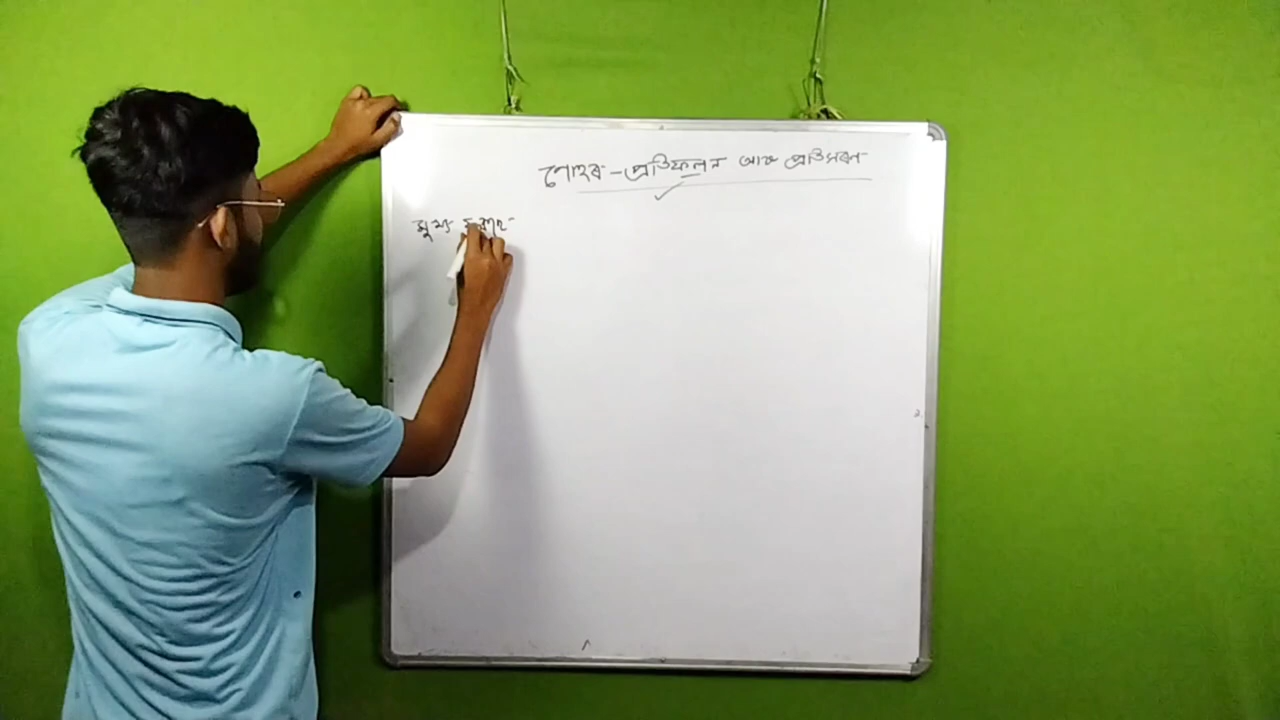 পোহৰ - প্ৰতিফলন আৰু প্ৰতিসৰণ
মুখ্য